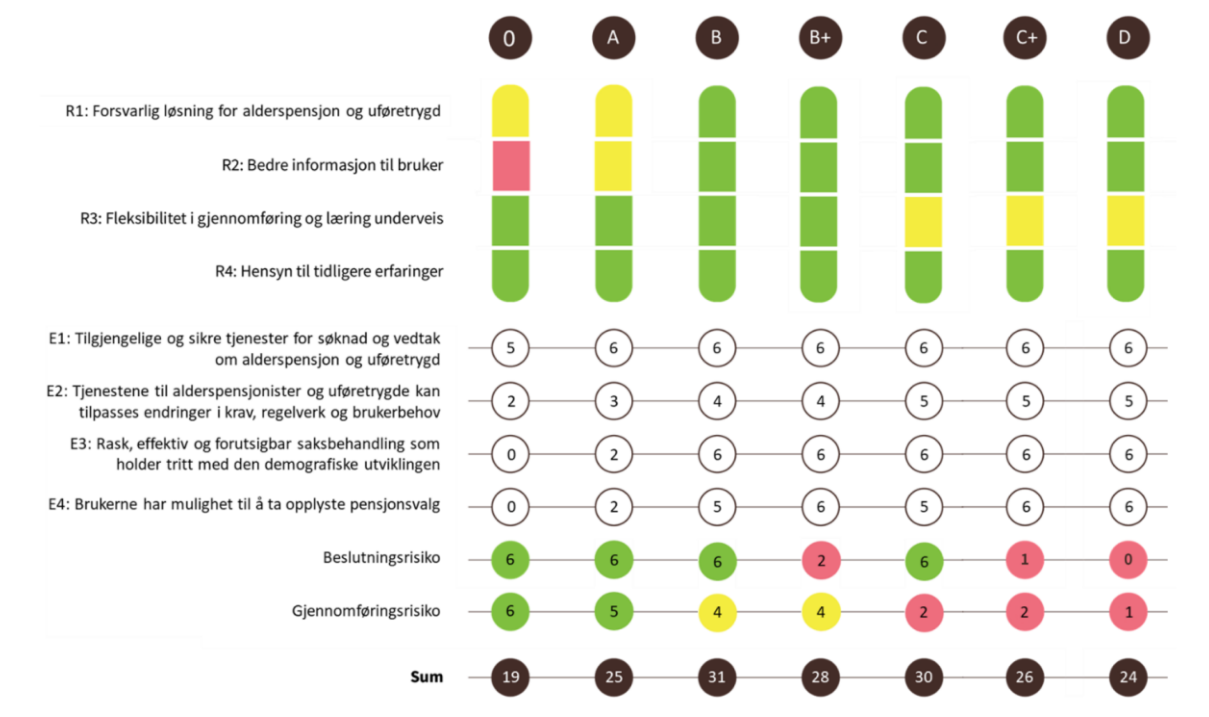 0 A B B+ C C+ D
R1: Forsvarlig løsning for alderspensjon og uføretrygd
R2: Bedre informasjon til bruker
R3: Fleksibilitet i gjennomføring og læring underveis
R4: Hensyn til tidligere erfaringer
E1: Tilgjengelige og sikre tjenester for søknad og vedtak
om alderspensjon og uføretrygd
5 6 6 6 6 6 6
E2: Tjenestene til alderspensjonister og uføretrygde kan
tilpasses endringer i krav, regelverk og brukerbehov
2 3 4 4 5 5 5
E3: Rask, effektiv og forutsigbar saksbehandling som
holder tritt med den demografiske utviklingen
0 2 6 6 6 6 6
E4: Brukerne har mulighet til å ta opplyste pensjonsvalg 0 2 5 6 5 6 6
Beslutningsrisiko 6 6 6 2 6 1 0
Gjennomføringsrisiko 6 5 4 4 2 2 1
Sum 19 25 31 28 30 26 24